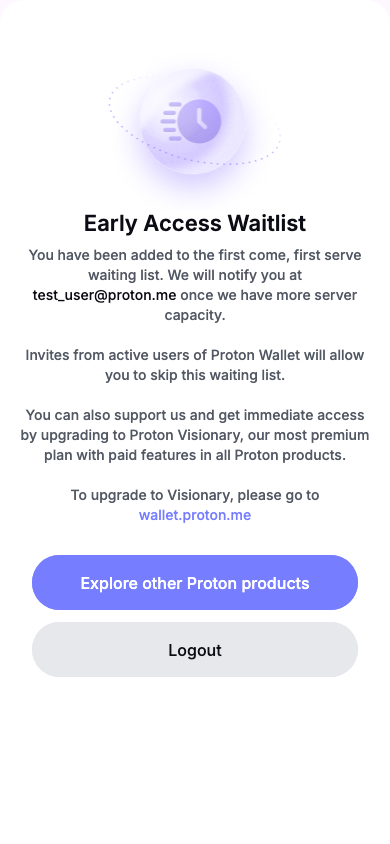 Early Access Waitlist
You have been added to the first come, first serve
waiting list. We will notify you at
test_user@proton.me once we have more server
capacity.
Invites from active users of Proton Wallet will allow
you to skip this waiting list.
You can also support us and get immediate access
by upgrading to Proton Visionary, our most premium
plan with paid features in all Proton products.
To upgrade to Visionary, please go to
wallet.proton.me
Explore other Proton products
Logout